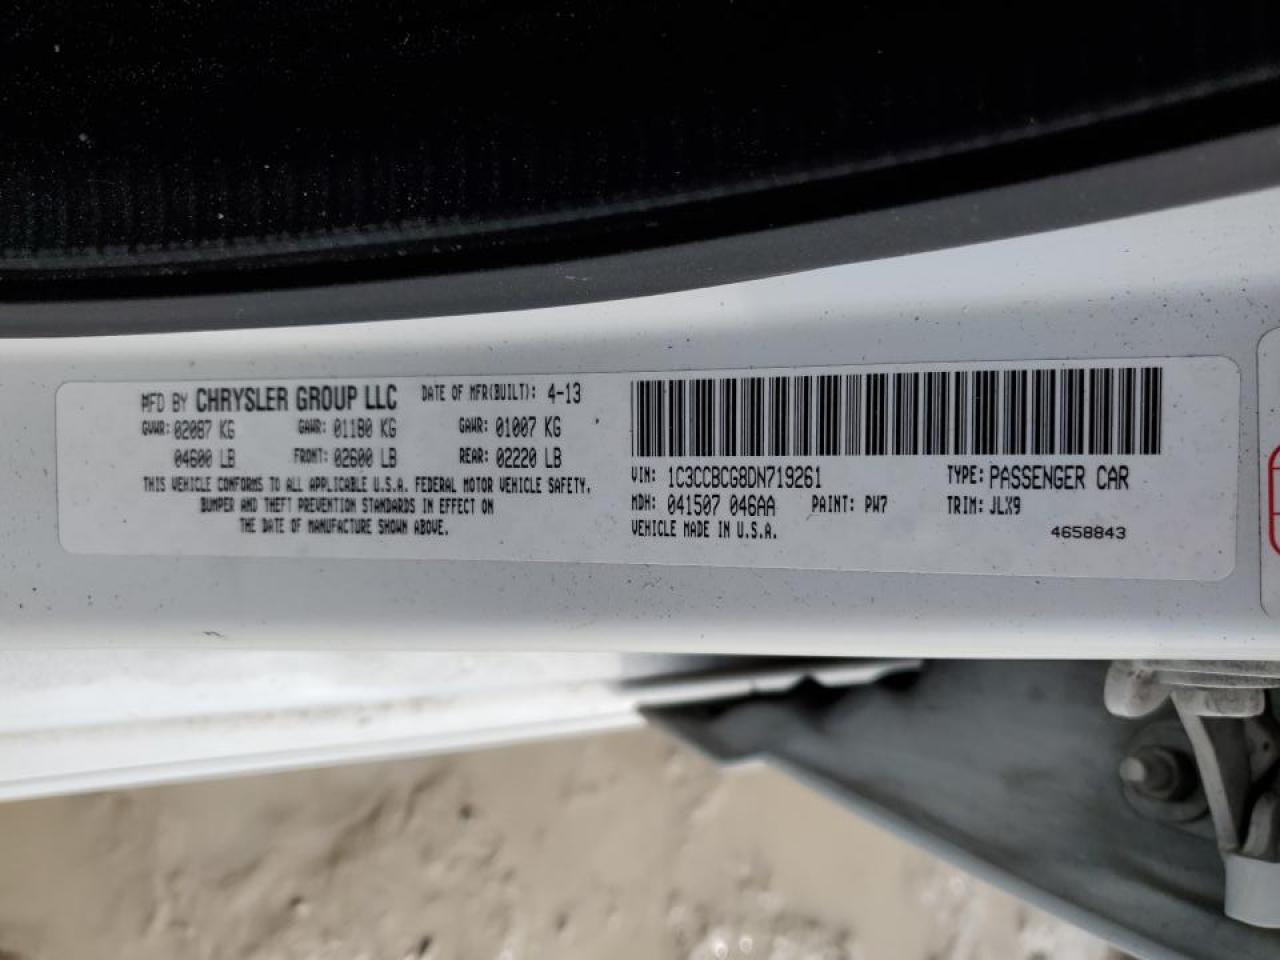 MFD BY CHRYSLER GROUP LLC DATE OF MFR(BUILT): 4-13
GVWR: 02087 KG GAWR: 01180 KG GAWR: 01007 KG
04600 LB FRONT: 02600 LB REAR: 02220 LB
THIS VEHICLE CONFORMS TO ALL APPLICABLE U.S.A. FEDERAL MOTOR VEHICLE SAFETY,
BUMPER AND THEFT PREVENTION STANDARDS IN EFFECT ON
THE DATE OF MANUFACTURE SHOWN ABOVE.
VIN: 1C3CCBCG8DN719261 TYPE: PASSENGER CAR
MDH: 041507 046AA PAINT: PW7 TRIM: JLX9
VEHICLE MADE IN U.S.A. 4658843